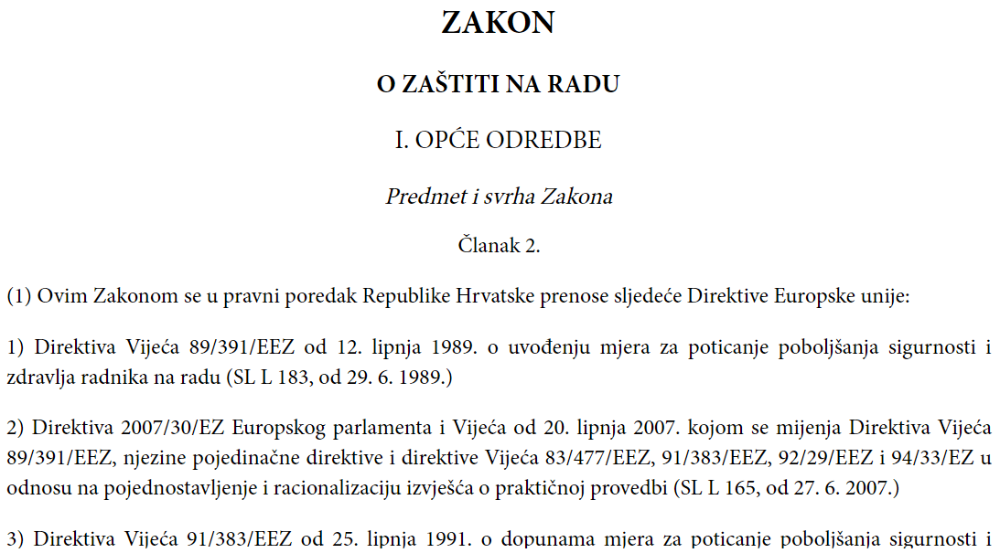 ZAKON
O ZAŠTITI NA RADU
I. OPĆE ODREDBE
Predmet i svrha Zakona
Članak 2.
(1) Ovim Zakonom se u pravni poredak Republike Hrvatske prenose sljedeće Direktive Europske unije:
1) Direktiva Vijeća 89/391/EEZ od 12. lipnja 1989. o uvođenju mjera za poticanje poboljšanja sigurnosti i
zdravlja radnika na radu (SL L 183, od 29. 6. 1989.)
2) Direktiva 2007/30/EZ Europskog parlamenta i Vijeća od 20. lipnja 2007. kojom se mijenja Direktiva Vijeća
89/391/EEZ, njezine pojedinačne direktive i direktive Vijeća 83/477/EEZ, 91/383/EEZ, 92/29/EEZ i 94/33/EZ u
odnosu na pojednostavljenje i racionalizaciju izvješća o praktičnoj provedbi (SL L 165, od 27. 6. 2007.)
3) Direktiva Vijeća 91/383/EEZ od 25. lipnja 1991. o dopunama mjera za poticanje poboljšanja sigurnosti i